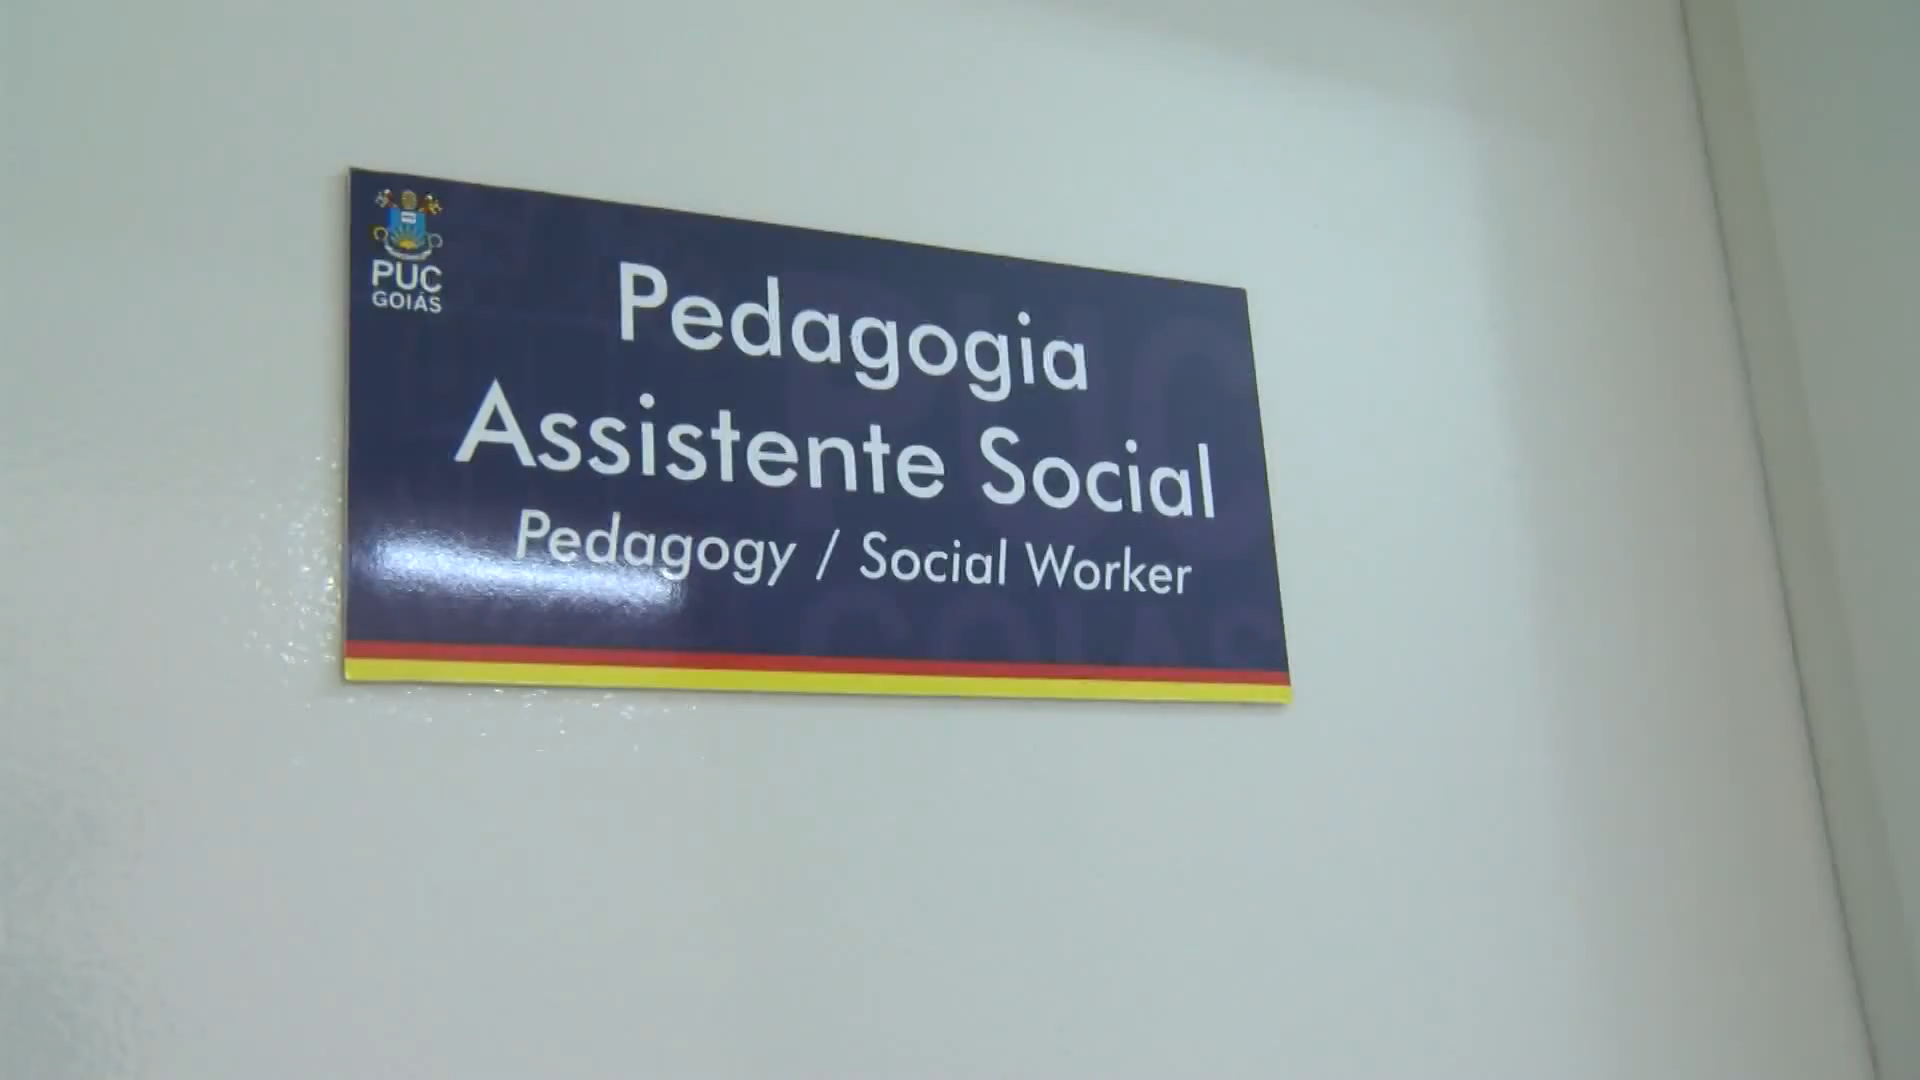 PUC
GOIÁS
Pedagogia
Assistente Social
Pedagogy / Social Worker